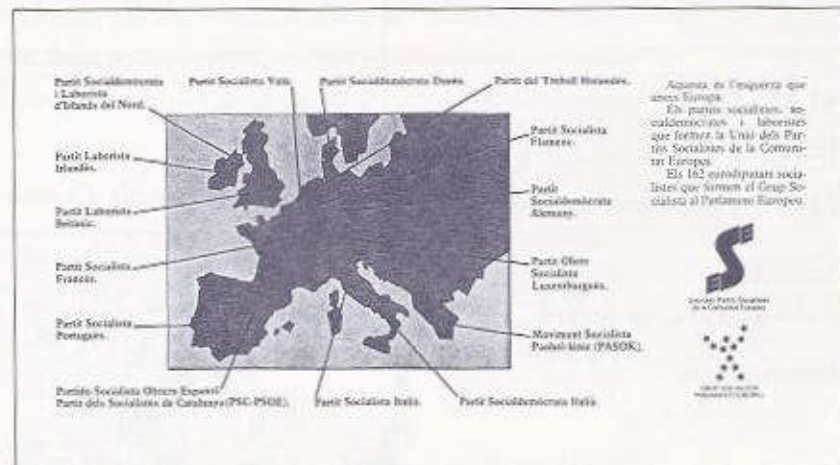 Partit Socialdemòcrata
i Laborista
d'Irlanda del Nord.
Partit Socialista Való.
Partit Socialdemòcrata Danès.
Partit del Treball Holandès.
Partit Laborista
Irlandès.
Partit Laborista
Britànic.
Partit Socialista
Francès.
Partit Socialista
Portuguès.
Partido Socialista Obrero Español
Partit dels Socialistes de Catalunya (PSC-PSOE).
Partit Socialista Italià.
Partit Socialdemòcrata Italià.
Partit Socialista
Flamenc.
Partit
Socialdemòcrata
Alemany.
Partit Obrer
Socialista
Luxemburguès.
Moviment Socialista
Panhel·lènic (PASOK).
Aquesta és l'esquerra que
uneix Europa.
Els partits socialistes, so-
cialdemòcrates i laboristes
que formen la Unió dels Par-
tits Socialistes de la Comuni-
tat Europea.
Els 162 eurodiputats socia-
listes que formen el Grup So-
cialista al Parlament Europeu.